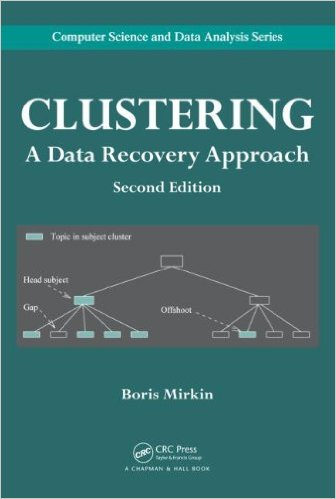 Computer Science and Data Analysis Series
CLUSTERING
A Data Recovery Approach
Second Edition
Topic in subject cluster
Head subject
Gap
Offshoot
Boris Mirkin
CRC
CRC Press
Taylor & Francis Group
A CHAPMAN & HALL BOOK